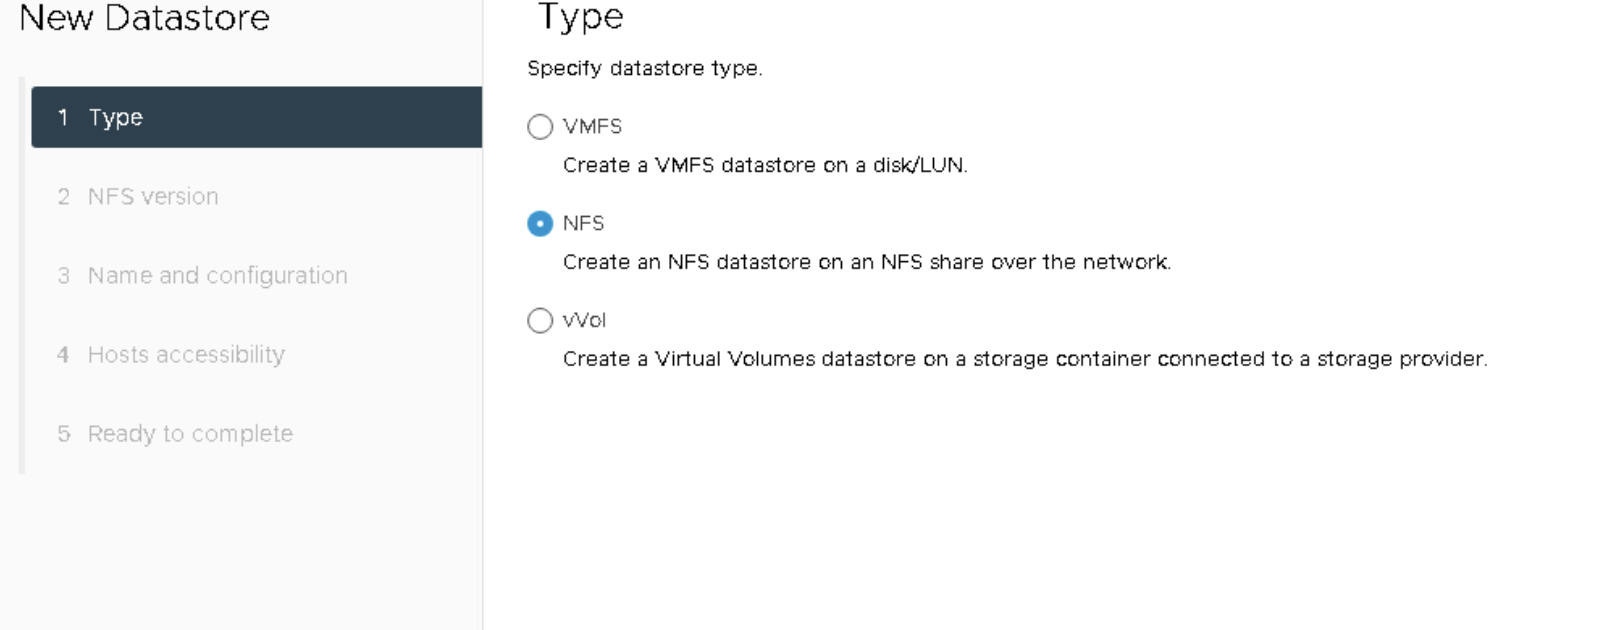 New Datastore
1 Type
2 NFS version
3 Name and configuration
4 Hosts accessibility
5 Ready to complete
Type
Specify datastore type.
VMFS
Create a VMFS datastore on a disk/LUN.
NFS
Create an NFS datastore on an NFS share over the network.
vVol
Create a Virtual Volumes datastore on a storage container connected to a storage provider.